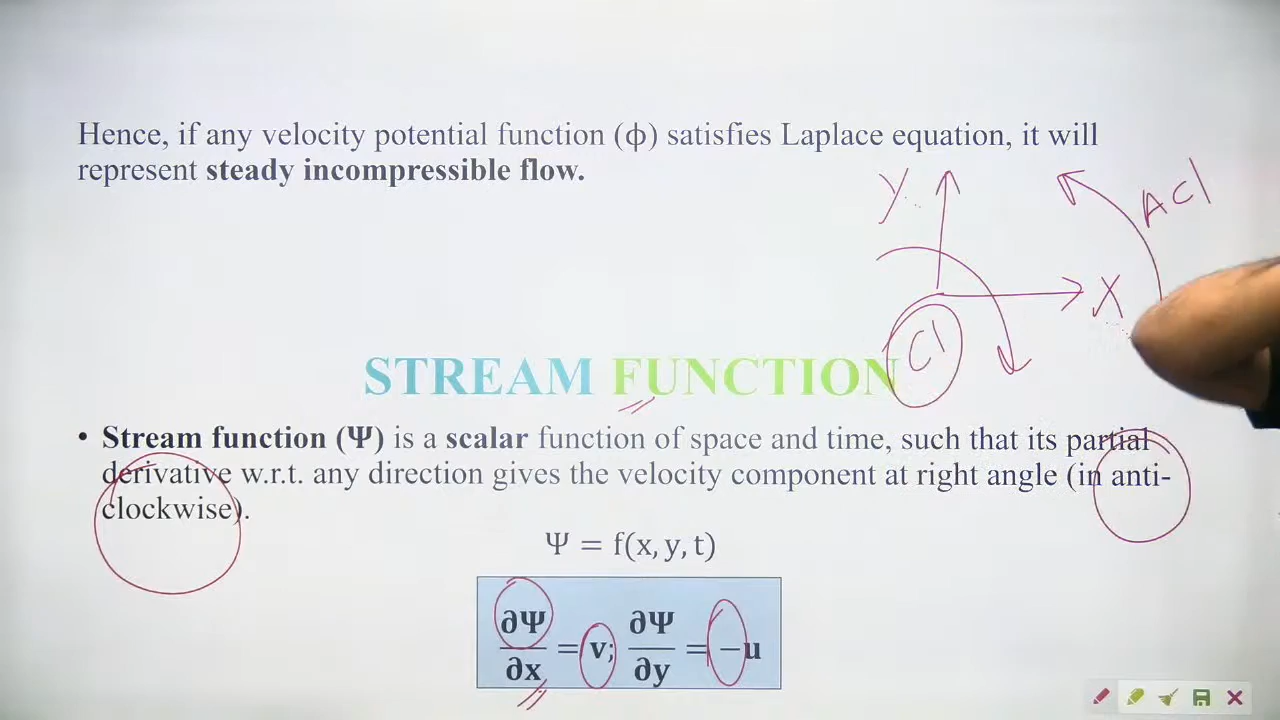 Hence, if any velocity potential function (ϕ) satisfies Laplace equation, it will
represent steady incompressible flow.
Y
ACl
X
Cl
STREAM FUNCTION
• Stream function (Ψ) is a scalar function of space and time, such that its partial
derivative w.r.t. any direction gives the velocity component at right angle (in anti-
clockwise).
Ψ = f(x, y, t)
∂Ψ/∂x = v; ∂Ψ/∂y = −u